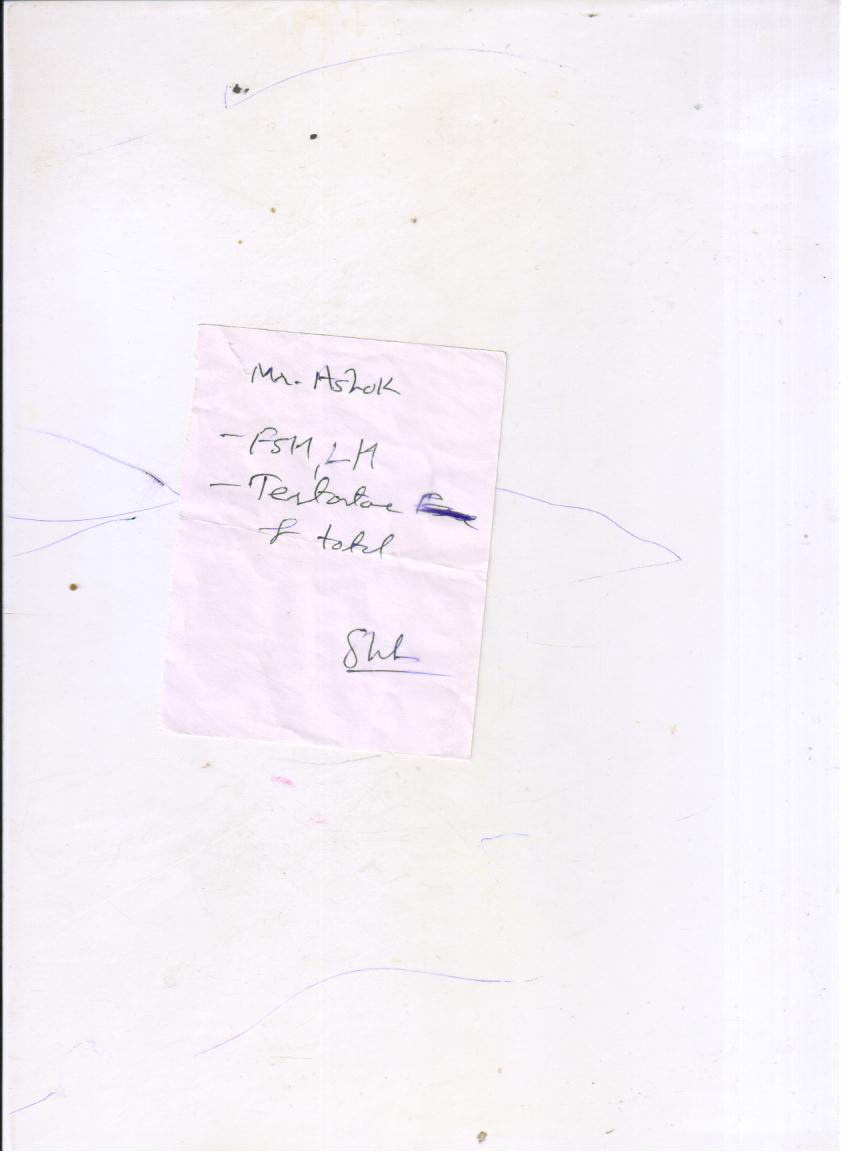 Mr. Ashok
- FSH, LH
- Testosterone
& total